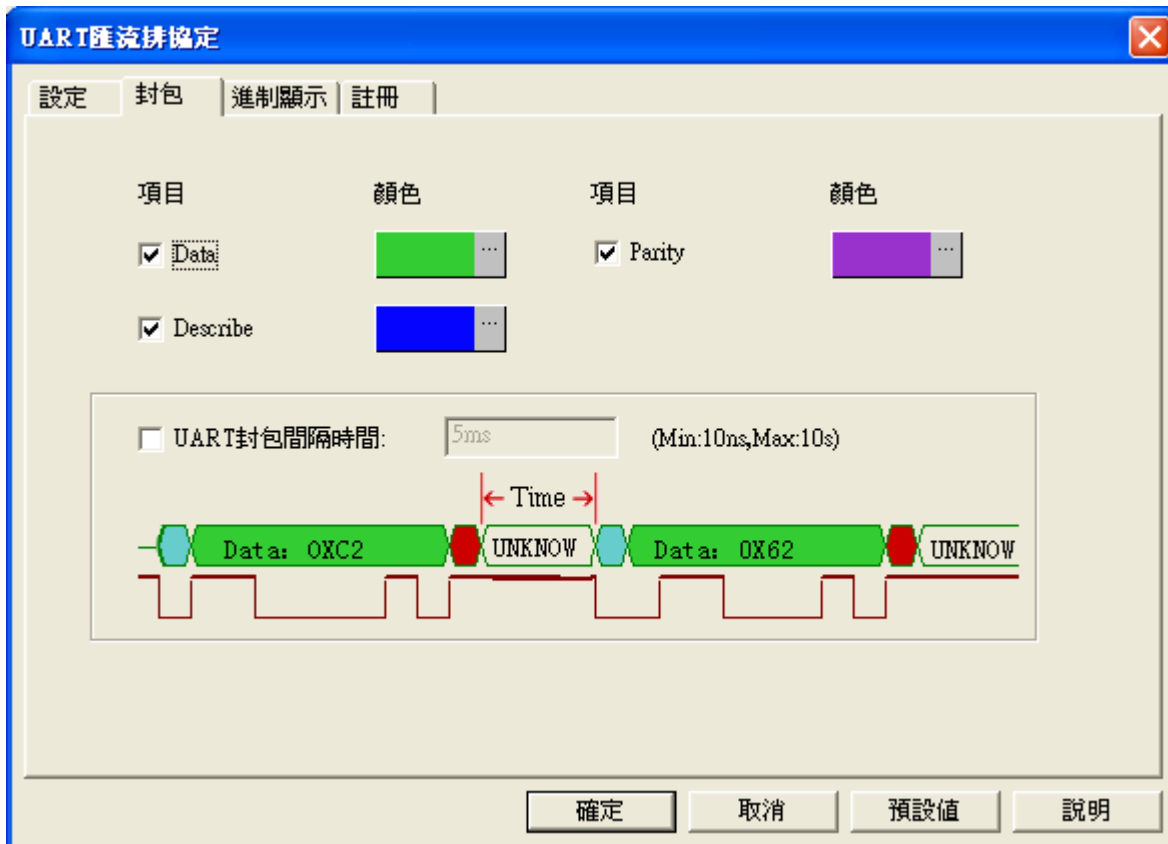 UART匯流排協定
設定 封包 進制顯示 註冊
項目 顏色 項目 顏色
Data ... Parity ...
Describe ...
UART封包間隔時間: 5ms (Min:10ns,Max:10s)
Time
Data: 0XC2 UNKNOW Data: 0X62 UNKNOW
確定 取消 預設值 說明